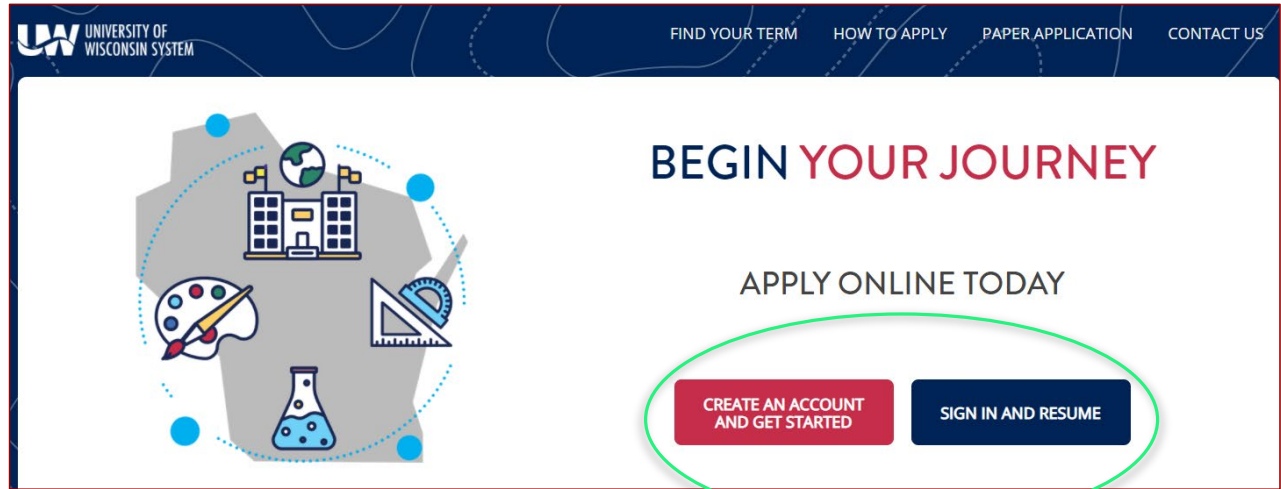 UW UNIVERSITY OF
WISCONSIN SYSTEM
FIND YOUR TERM HOW TO APPLY PAPER APPLICATION CONTACT US
BEGIN YOUR JOURNEY
APPLY ONLINE TODAY
CREATE AN ACCOUNT
AND GET STARTED
SIGN IN AND RESUME